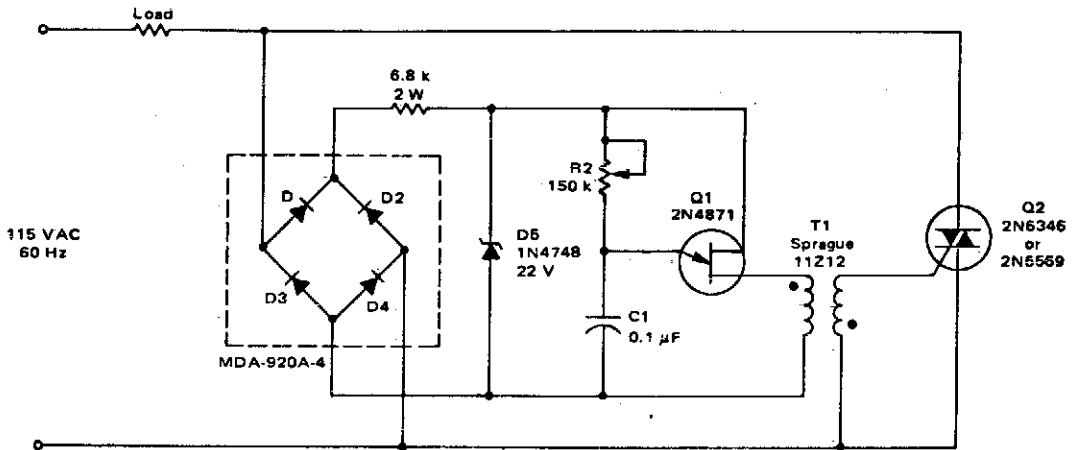 Load
6.8 k
2 W
R2
150 k
Q1
2N4871
D
D2
D3
D4
MDA-920A-4
115 VAC
60 Hz
D5
1N4748
22 V
C1
0.1 µF
T1
Sprague
11Z12
Q2
2N6346
or
2N5569